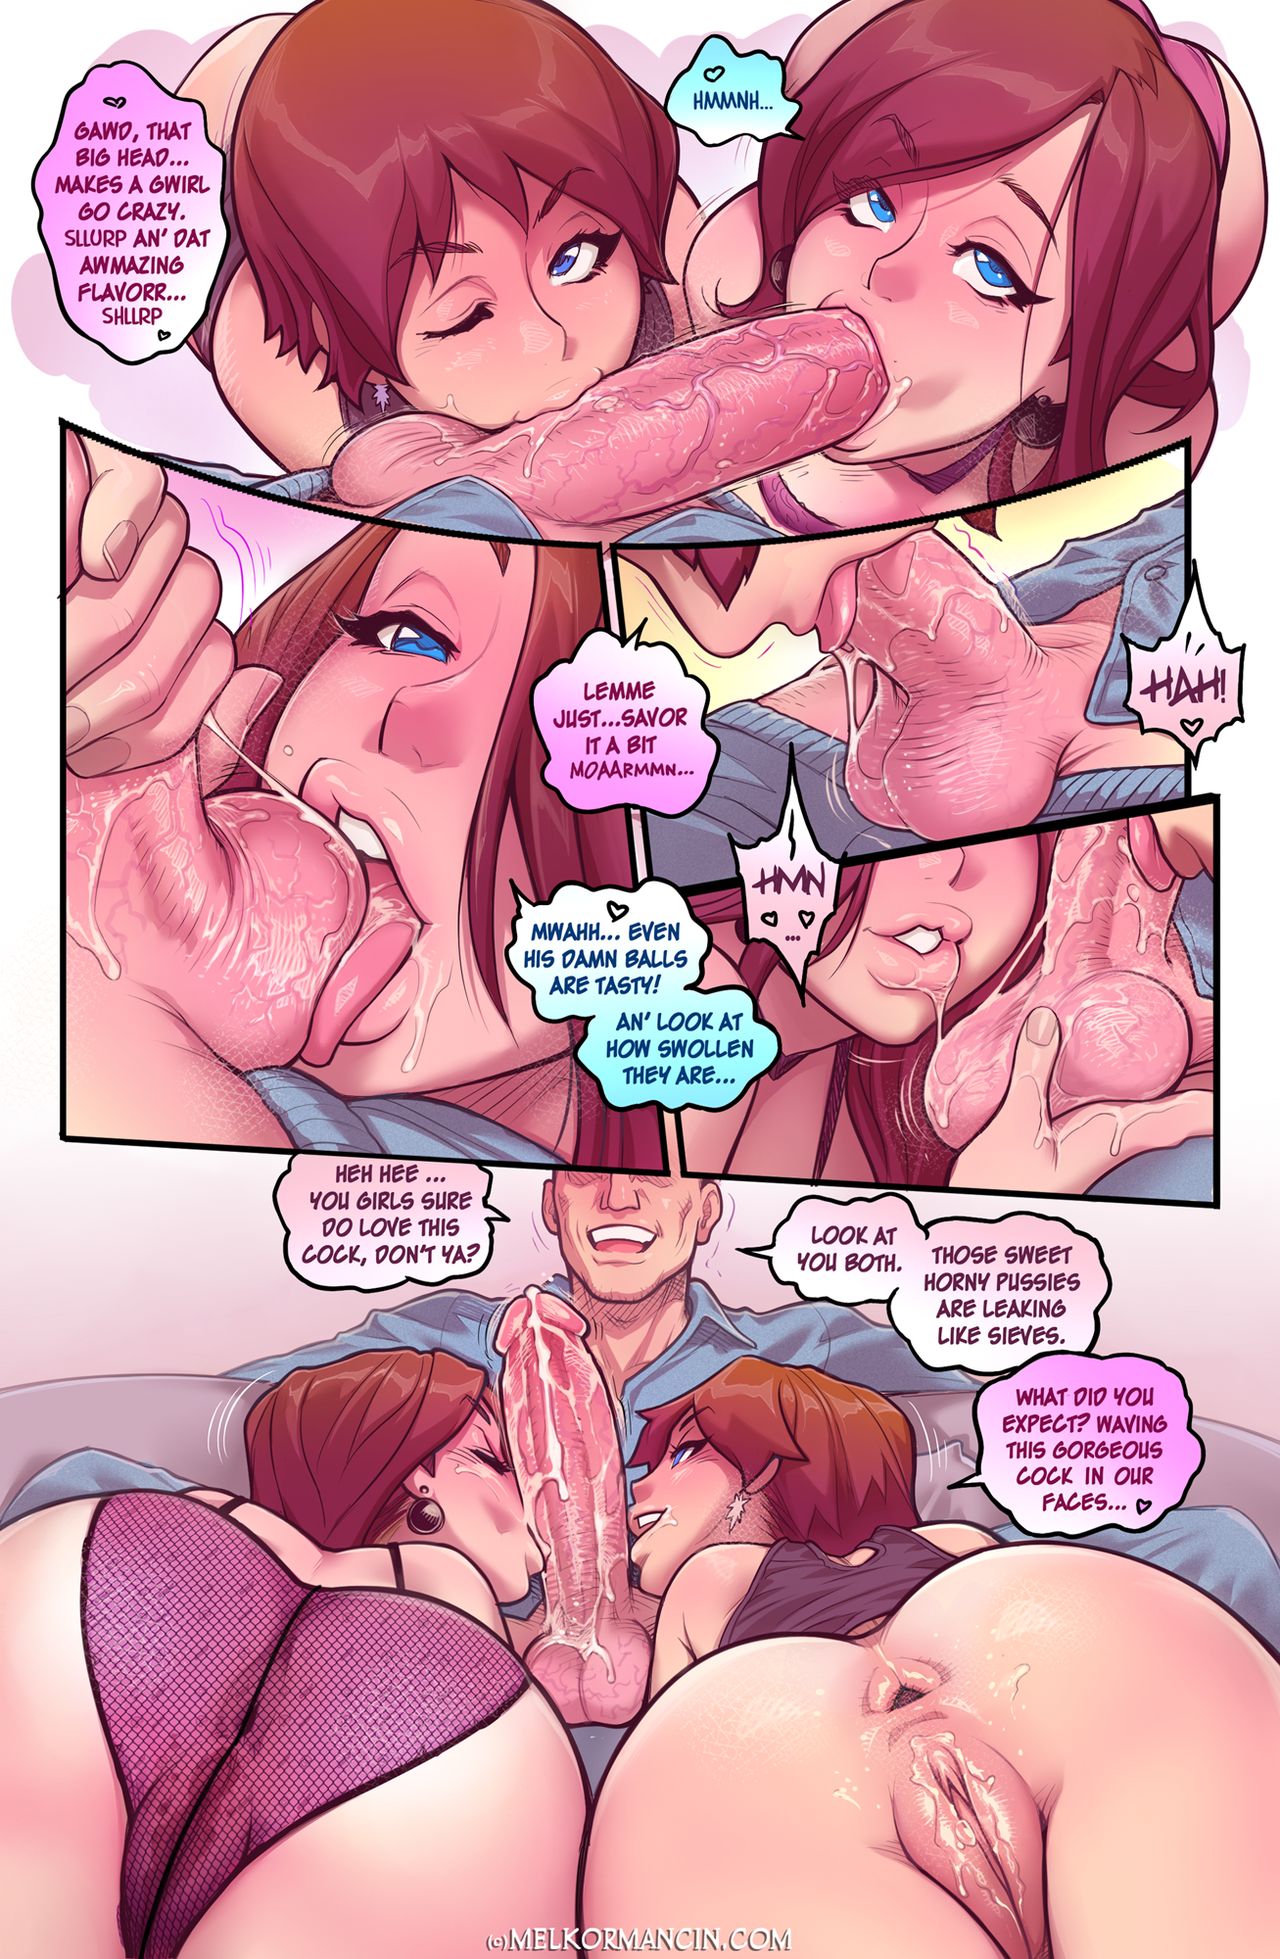 GAWD, THAT
BIG HEAD...
MAKES A GWIRL
GO CRAZY.
SLLURP AN' DAT
AWMAZING
FLAVORR...
SHLLRP
HMMNH...
LEMME
JUST...SAVOR
IT A BIT
MOAARMMN...
HAH!
MWAHH... EVEN
HIS DAMN BALLS
ARE TASTY!
AN' LOOK AT
HOW SWOLLEN
THEY ARE...
HMN
...
HEH HEE ...
YOU GIRLS SURE
DO LOVE THIS
COCK, DON'T YA?
LOOK AT
YOU BOTH.
THOSE SWEET
HORNY PUSSIES
ARE LEAKING
LIKE SIEVES.
WHAT DID YOU
EXPECT? WAVING
THIS GORGEOUS
COCK IN OUR
FACES...
(C)MELKORMANCIN.COM